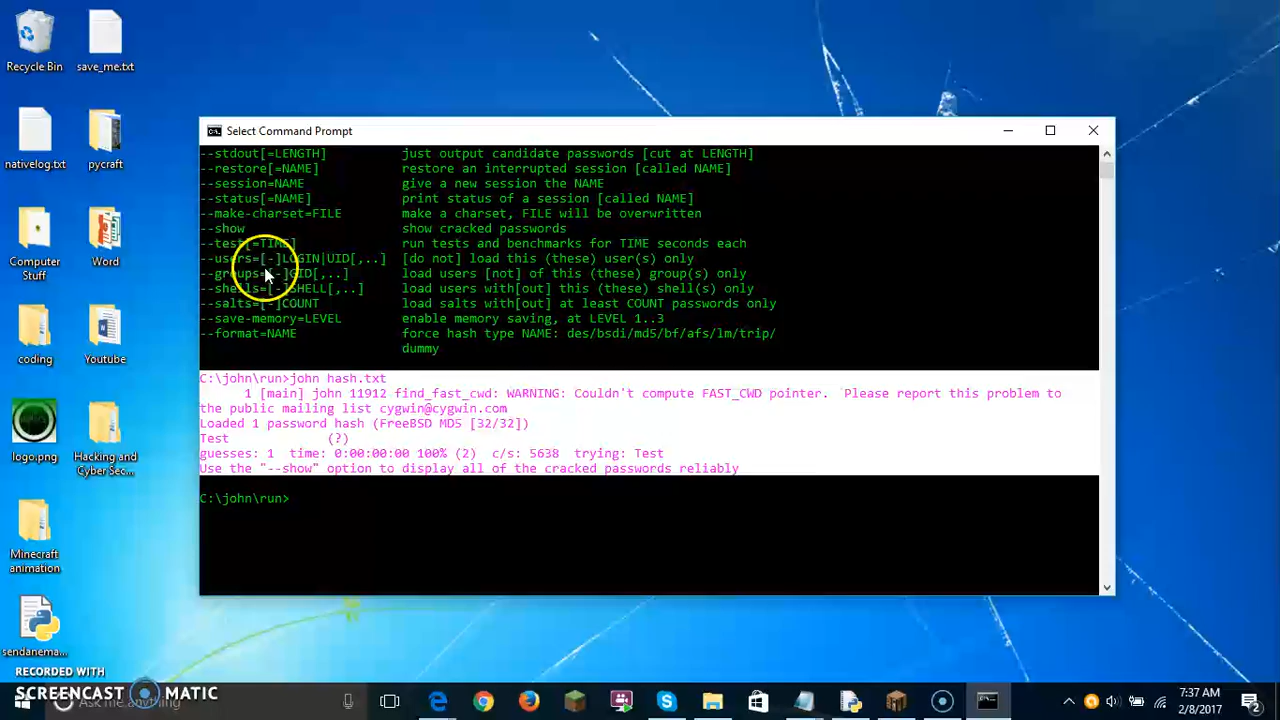 Recycle Bin
save_me.txt
nativelog.txt
pycraft
Computer
Stuff
Word
coding
Youtube
logo.png
Hacking and
Cyber Sec...
Minecraft
animation
sendanema...
Select Command Prompt
--stdout[=LENGTH] just output candidate passwords [cut at LENGTH]
--restore[=NAME] restore an interrupted session [called NAME]
--session=NAME give a new session the NAME
--status[=NAME] print status of a session [called NAME]
--make-charset=FILE make a charset, FILE will be overwritten
--show show cracked passwords
--test[=TIME] run tests and benchmarks for TIME seconds each
--users=[-]LOGIN|UID[,..] [do not] load this (these) user(s) only
--groups=[-]GID[,..] load users [not] of this (these) group(s) only
--shells=[-]SHELL[,..] load users with[out] this (these) shell(s) only
--salts=[-]COUNT load salts with[out] at least COUNT passwords only
--save-memory=LEVEL enable memory saving, at LEVEL 1..3
--format=NAME force hash type NAME: des/bsdi/md5/bf/afs/lm/trip/
dummy
C:\john\run>john hash.txt
1 [main] john 11912 find_fast_cwd: WARNING: Couldn't compute FAST_CWD pointer. Please report this problem to
the public mailing list cygwin@cygwin.com
Loaded 1 password hash (FreeBSD MD5 [32/32])
Test (?)
guesses: 1 time: 0:00:00:00 100% (2) c/s: 5638 trying: Test
Use the "--show" option to display all of the cracked passwords reliably
C:\john\run>
RECORDED WITH
SCREENCAST MATIC
Ask me anything
7:37 AM
2/8/2017